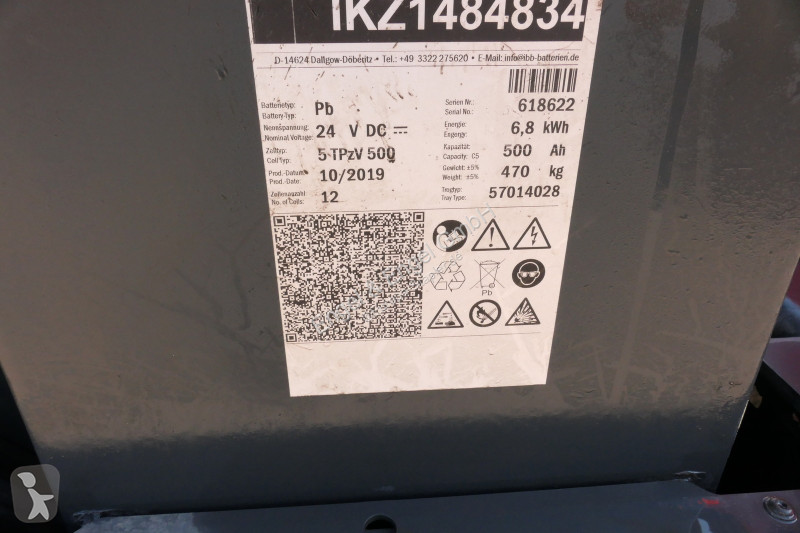 IKZ1484834
D-14624 Dallgow-Döberitz • Tel.: +49 3322 275620 • E-Mail: info@ibb-batterien.de
Batterietyp: Pb Serien Nr.: 618622
Battery-Typ: Serial No.:
Nennspannung: 24 V DC Energie: 6,8 kWh
Nominal Voltage: Engergy:
Zelltyp: 5 TPzV 500 Kapazität: 500 Ah
Cell Typ: Capacity: C5
Prod.-Datum: 10/2019 Gewicht: ±5% 470 kg
Prod.-Date: Weight: ±5%
Zellenanzahl 12 Trogtyp: 57014028
No. of Cells: Tray Type:
Pb